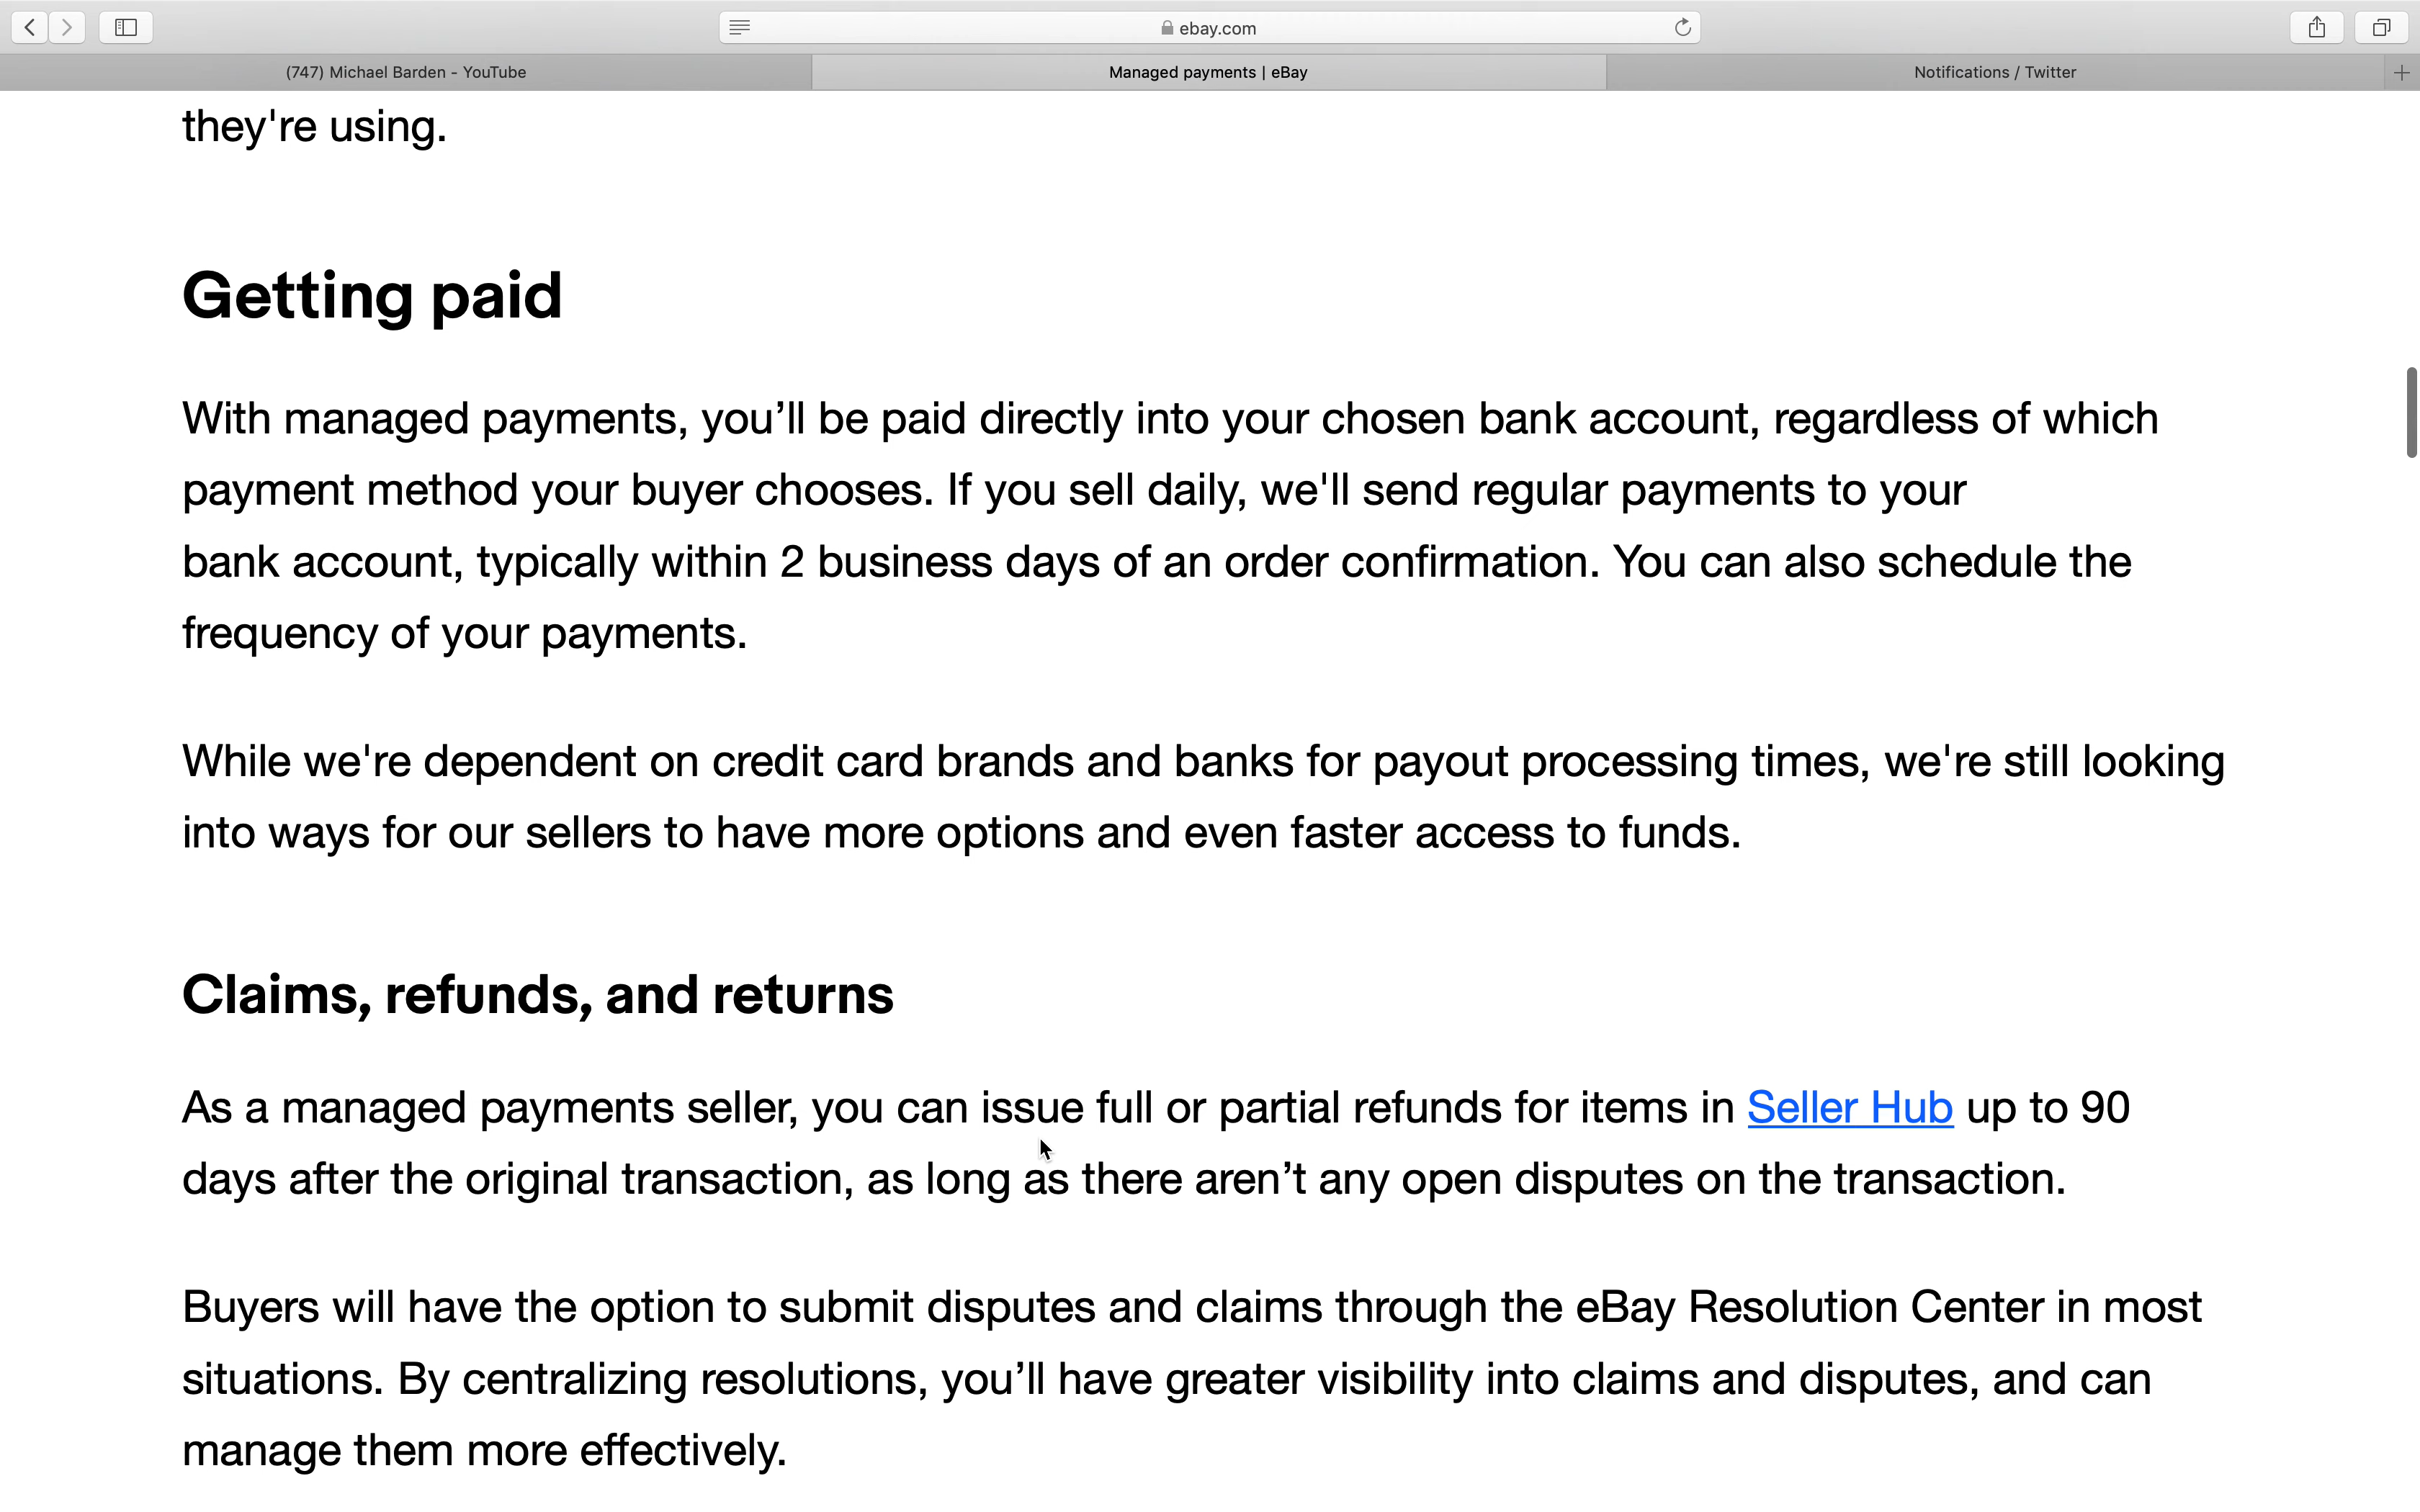 ebay.com
(747) Michael Barden - YouTube
Managed payments | eBay
Notifications / Twitter
they're using.
Getting paid
With managed payments, you’ll be paid directly into your chosen bank account, regardless of which
payment method your buyer chooses. If you sell daily, we'll send regular payments to your
bank account, typically within 2 business days of an order confirmation. You can also schedule the
frequency of your payments.
While we're dependent on credit card brands and banks for payout processing times, we're still looking
into ways for our sellers to have more options and even faster access to funds.
Claims, refunds, and returns
As a managed payments seller, you can issue full or partial refunds for items in Seller Hub up to 90
days after the original transaction, as long as there aren’t any open disputes on the transaction.
Buyers will have the option to submit disputes and claims through the eBay Resolution Center in most
situations. By centralizing resolutions, you’ll have greater visibility into claims and disputes, and can
manage them more effectively.